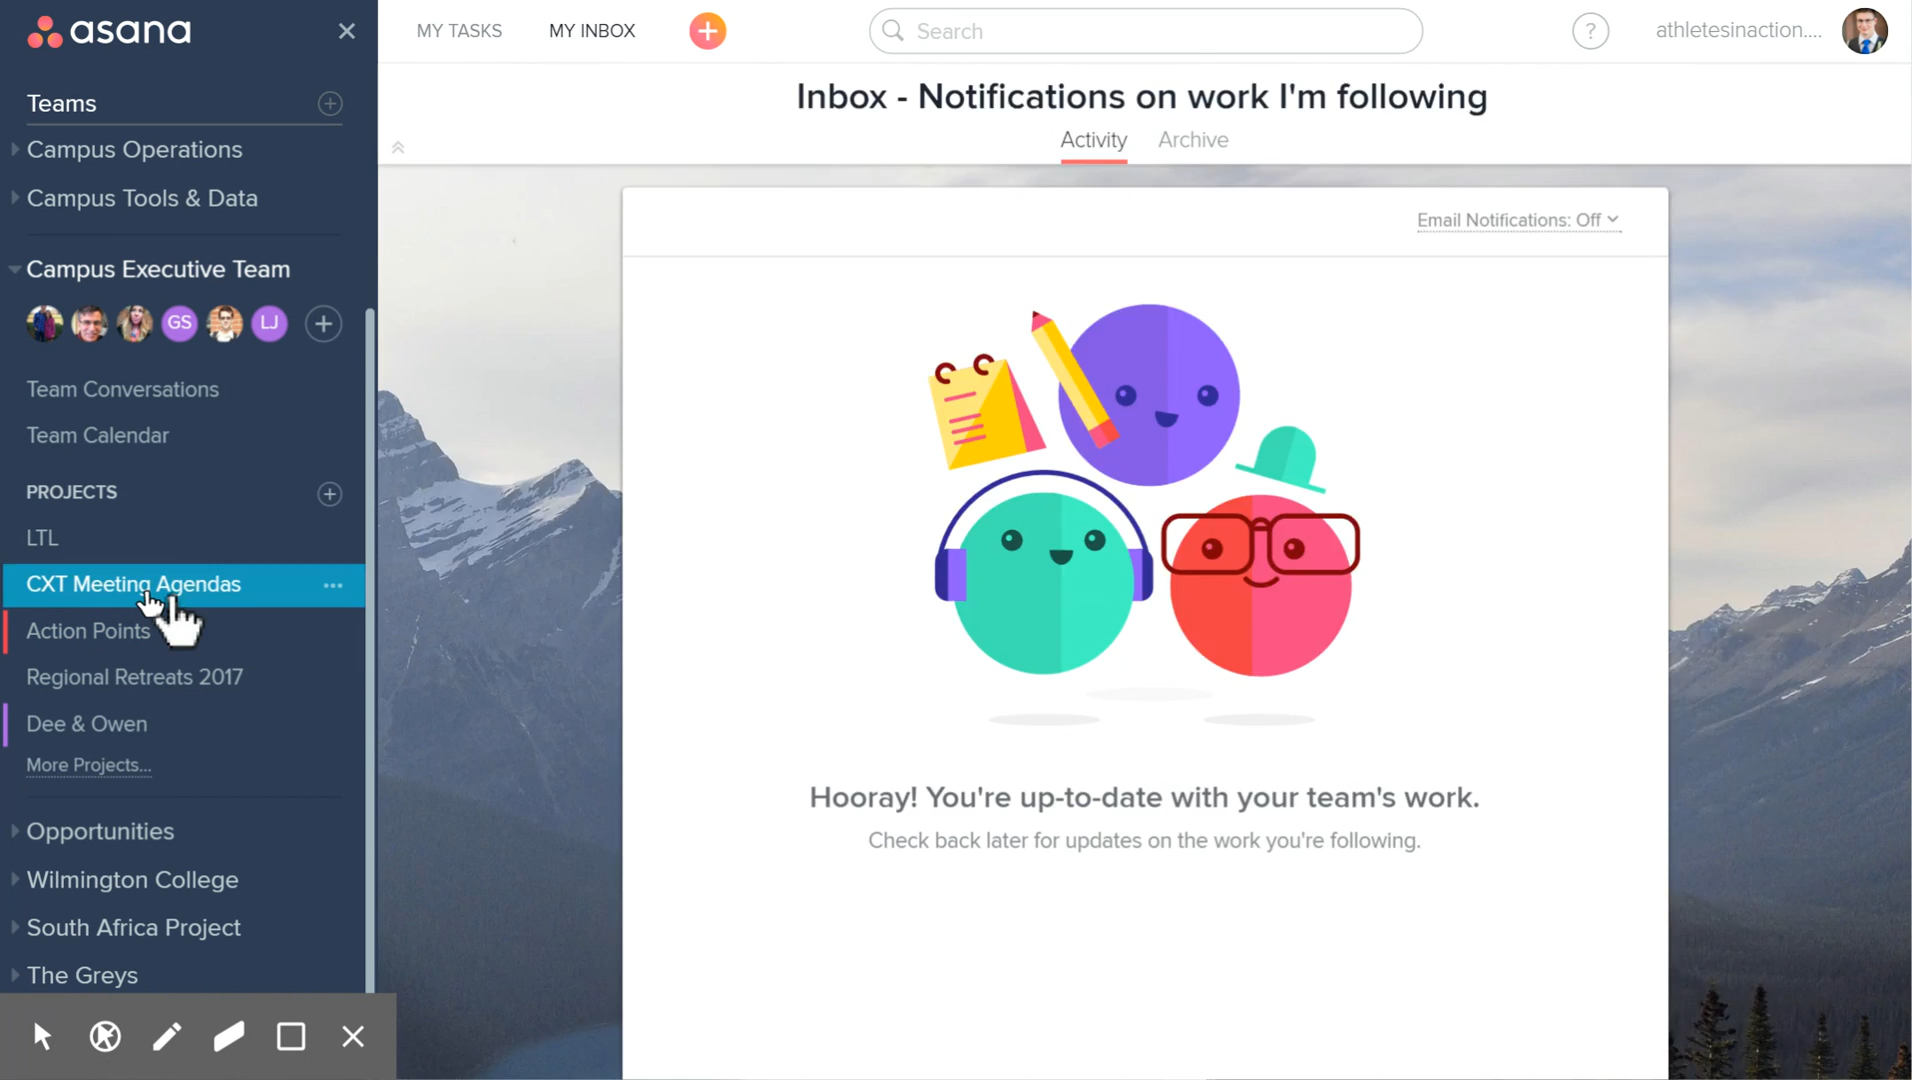 asana
Teams
Campus Operations
Campus Tools & Data
Campus Executive Team
GS
LJ
Team Conversations
Team Calendar
PROJECTS
LTL
CXT Meeting Agendas
Action Points
Regional Retreats 2017
Dee & Owen
More Projects...
Opportunities
Wilmington College
South Africa Project
The Greys
MY TASKS
MY INBOX
Search
?
athletesinaction....
Inbox - Notifications on work I'm following
Activity
Archive
Email Notifications: Off
Hooray! You're up-to-date with your team's work.
Check back later for updates on the work you're following.